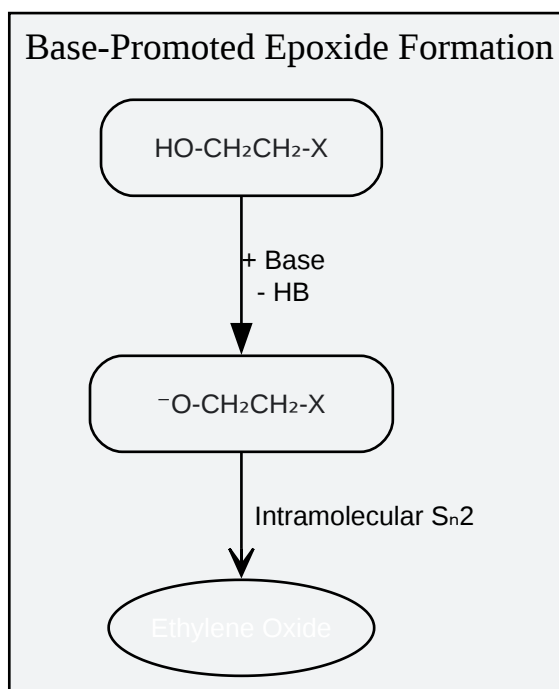 Base-Promoted Epoxide Formation
HO-CH₂CH₂-X
+ Base
- HB
⁻O-CH₂CH₂-X
Intramolecular Sₙ2
Ethylene Oxide